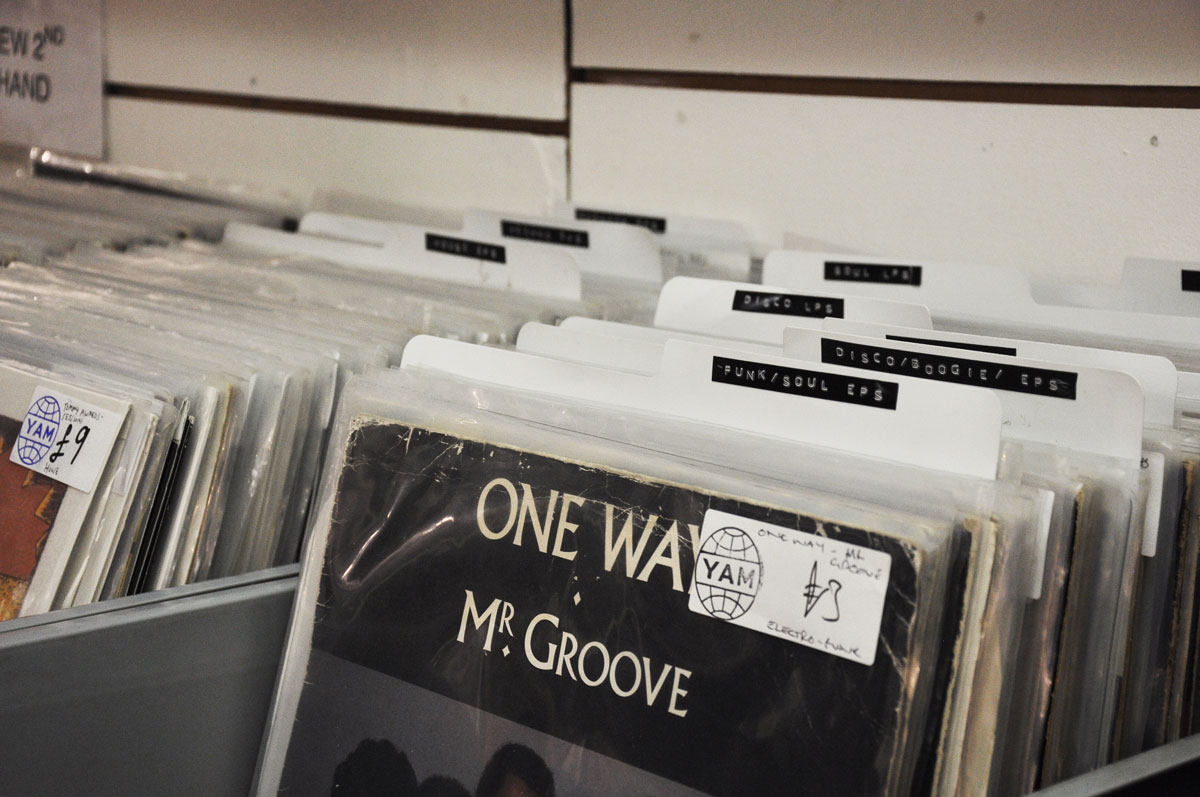 EW 2ND
HAND
SOUL LPS
DISCO LPS
DISCO/BOOGIE/ EPS
FUNK/SOUL EPS
YAM
£9
ONE WAY
MR GROOVE
YAM
ONE WAY - MR
GROOVE
£3
ELECTRO-FUNK